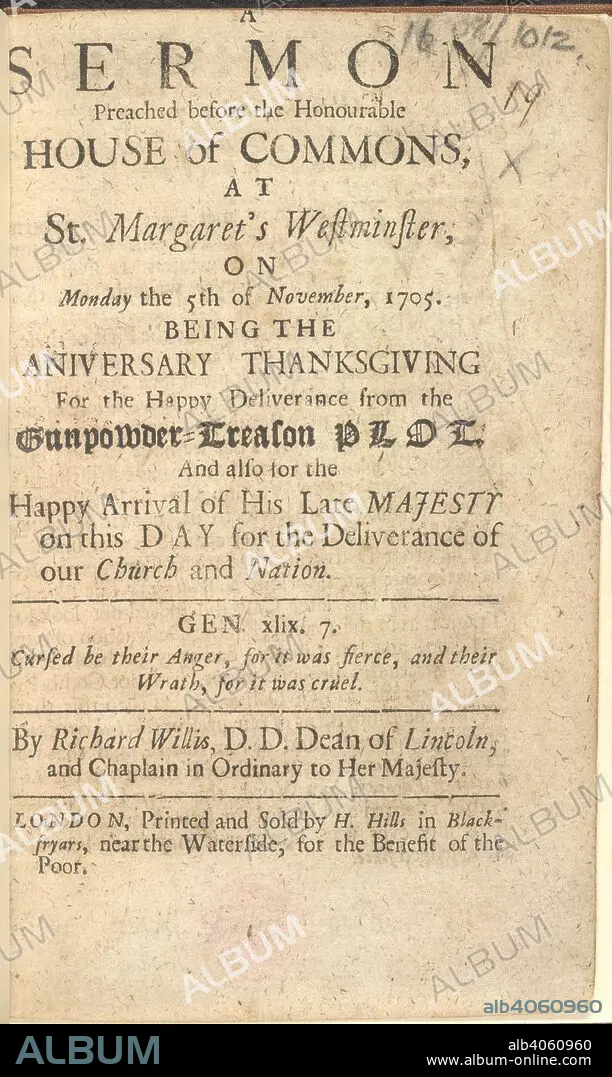 A
SERMON
Preached before the Honourable
HOUSE of COMMONS,
AT
St. Margaret's Weſtminſter,
ON
Monday the 5th of November, 1705.
BEING THE
ANIVERSARY THANKSGIVING
For the Happy Deliverance from the
Gunpowder-Treaſon PLOT.
And alſo for the
Happy Arrival of His Late MAJESTY
on this DAY for the Deliverance of
our Church and Nation.
GEN. xlix. 7.
Curſed be their Anger, for it was fierce, and their
Wrath, for it was cruel.
By Richard Willis, D. D. Dean of Lincoln,
and Chaplain in Ordinary to Her Majeſty.
LONDON, Printed and Sold by H. Hills in Black-
fryars, near the Waterſide, for the Benefit of the
Poor.
19
alb4060960
ALBUM
alb4060960
www.album-online.com